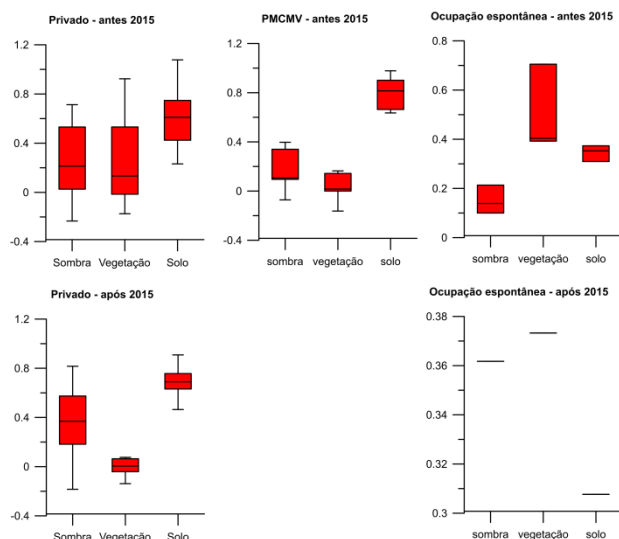 Privado - antes 2015
1.2
0.8
0.4
0
-0.4
Sombra Vegetação Solo
PMCMV - antes 2015
1.2
0.8
0.4
0
-0.4
sombra vegetação solo
Ocupação espontânea - antes 2015
0.8
0.6
0.4
0.2
0
sombra vegetação solo
Privado - após 2015
1.2
0.8
0.4
0
-0.4
Sombra Vegetação Solo
Ocupação espontânea - após 2015
0.38
0.36
0.34
0.32
0.3
sombra vegetação solo